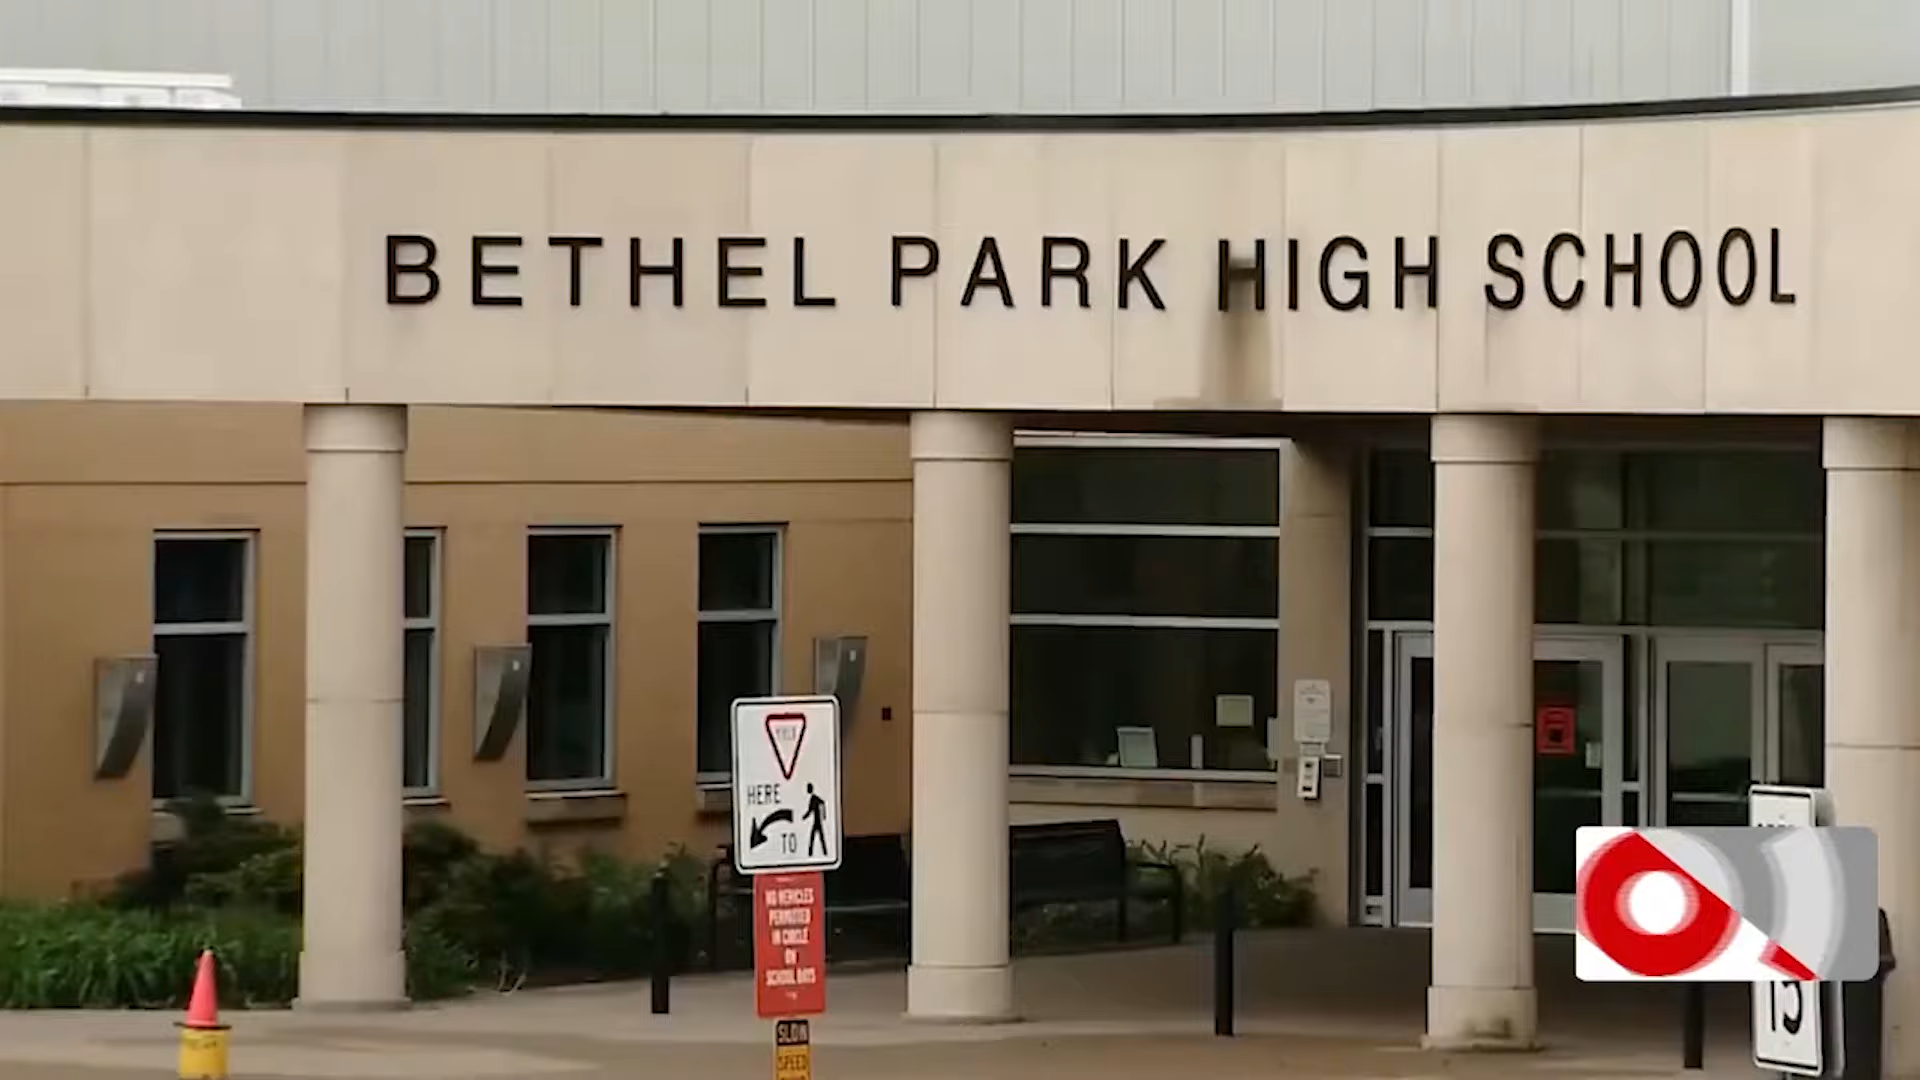 BETHEL PARK HIGH SCHOOL
YIELD
HERE
TO
NO VEHICLES
PERMITTED
IN CIRCLE
ON
SCHOOL DAYS
SLOW
SPEED
15